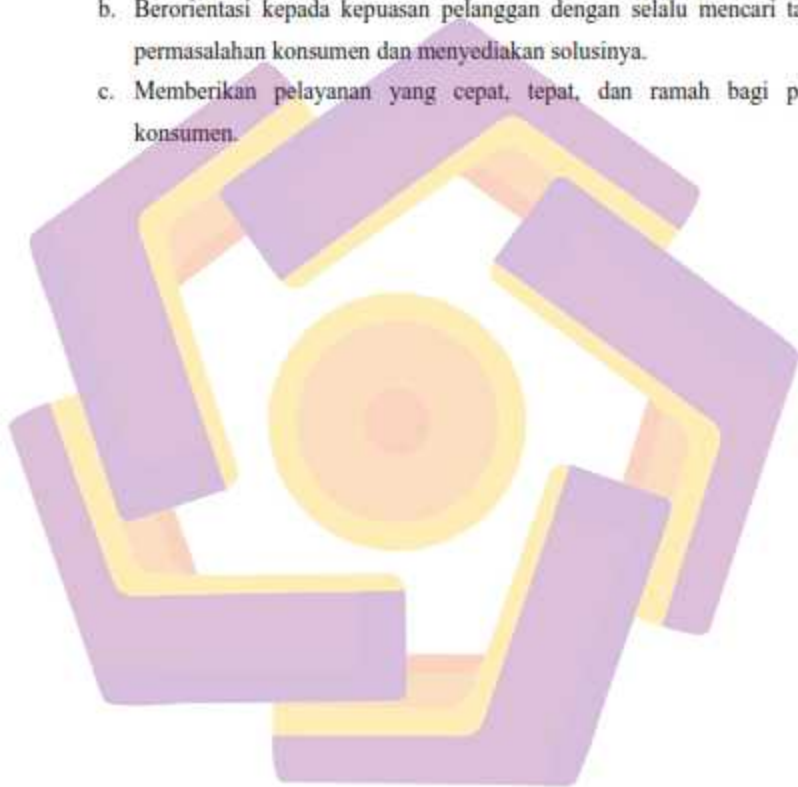 b. Berorientasi kepada kepuasan pelanggan dengan selalu mencari
permasalahan konsumen dan menyediakan solusinya.
c. Memberikan pelayanan yang cepat, tepat, dan ramah bagi
konsumen.